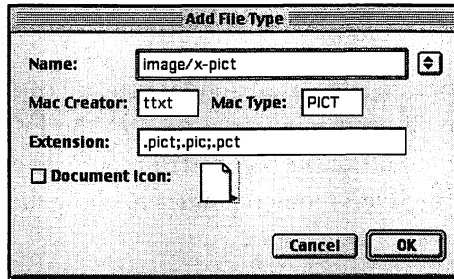 Add File Type
Name: image/x-pict
Mac Creator: ttxt Mac Type: PICT
Extension: .pict;.pic;.pct
Document Icon:
Cancel OK